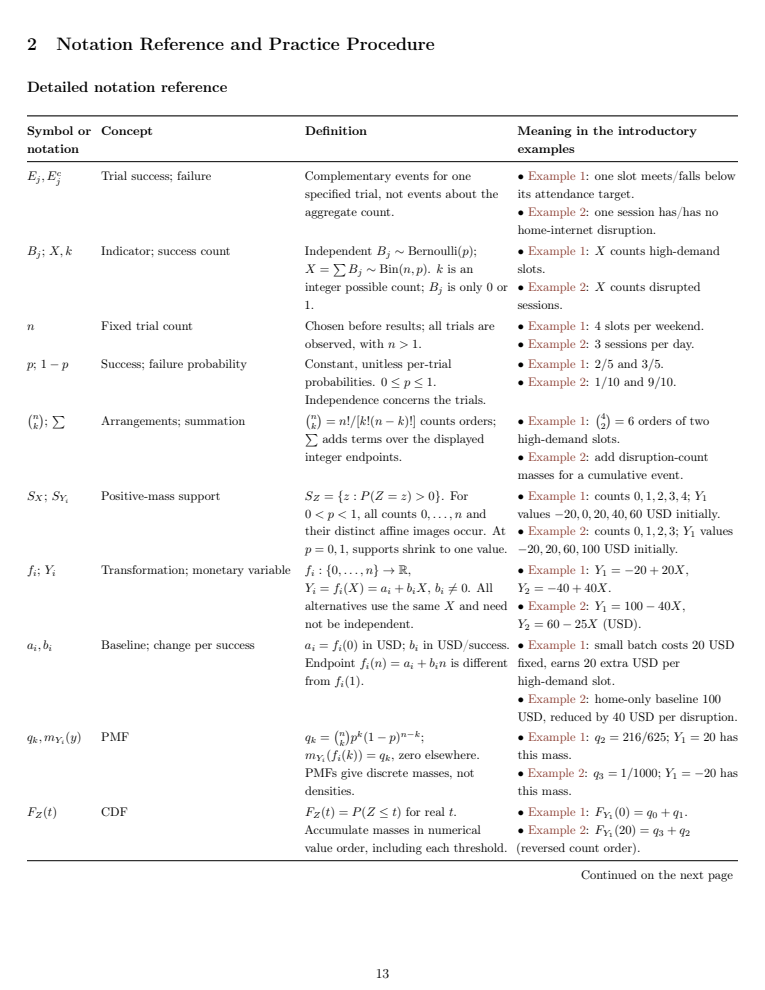 2 Notation Reference and Practice Procedure
Detailed notation reference
Symbol or notation Concept Definition Meaning in the introductory examples
E_j, E_j^c Trial success; failure Complementary events for one • Example 1: one slot meets/falls below
specified trial, not events about the its attendance target.
aggregate count. • Example 2: one session has/has no
home-internet disruption.
B_j; X, k Indicator; success count Independent B_j ∼ Bernoulli(p); • Example 1: X counts high-demand
X = ∑ B_j ∼ Bin(n, p). k is an slots.
integer possible count; B_j is only 0 or • Example 2: X counts disrupted
1. sessions.
n Fixed trial count Chosen before results; all trials are • Example 1: 4 slots per weekend.
observed, with n > 1. • Example 2: 3 sessions per day.
p; 1 − p Success; failure probability Constant, unitless per-trial • Example 1: 2/5 and 3/5.
probabilities. 0 ≤ p ≤ 1. • Example 2: 1/10 and 9/10.
Independence concerns the trials.
(n k); ∑ Arrangements; summation (n k) = n!/[k!(n − k)!] counts orders; • Example 1: (4 2) = 6 orders of two
∑ adds terms over the displayed high-demand slots.
integer endpoints. • Example 2: add disruption-count
masses for a cumulative event.
S_X; S_{Y_i} Positive-mass support S_Z = {z : P(Z = z) > 0}. For • Example 1: counts 0, 1, 2, 3, 4; Y_1
0 < p < 1, all counts 0, . . . , n and values −20, 0, 20, 40, 60 USD initially.
their distinct affine images occur. At • Example 2: counts 0, 1, 2, 3; Y_1 values
p = 0, 1, supports shrink to one value. −20, 20, 60, 100 USD initially.
f_i; Y_i Transformation; monetary variable f_i : {0, . . . , n} → ℝ, • Example 1: Y_1 = −20 + 20X,
Y_i = f_i(X) = a_i + b_iX, b_i ≠ 0. All Y_2 = −40 + 40X.
alternatives use the same X and need • Example 2: Y_1 = 100 − 40X,
not be independent. Y_2 = 60 − 25X (USD).
a_i, b_i Baseline; change per success a_i = f_i(0) in USD; b_i in USD/success. • Example 1: small batch costs 20 USD
Endpoint f_i(n) = a_i + b_in is different fixed, earns 20 extra USD per
from f_i(1). high-demand slot.
• Example 2: home-only baseline 100
USD, reduced by 40 USD per disruption.
q_k, m_{Y_i}(y) PMF q_k = (n k)p^k(1 − p)^{n−k}; • Example 1: q_2 = 216/625; Y_1 = 20 has
m_{Y_i}(f_i(k)) = q_k, zero elsewhere. this mass.
PMFs give discrete masses, not • Example 2: q_3 = 1/1000; Y_1 = −20 has
densities. this mass.
F_Z(t) CDF F_Z(t) = P(Z ≤ t) for real t. • Example 1: F_{Y_1}(0) = q_0 + q_1.
Accumulate masses in numerical • Example 2: F_{Y_1}(20) = q_3 + q_2
value order, including each threshold. (reversed count order).
Continued on the next page
13